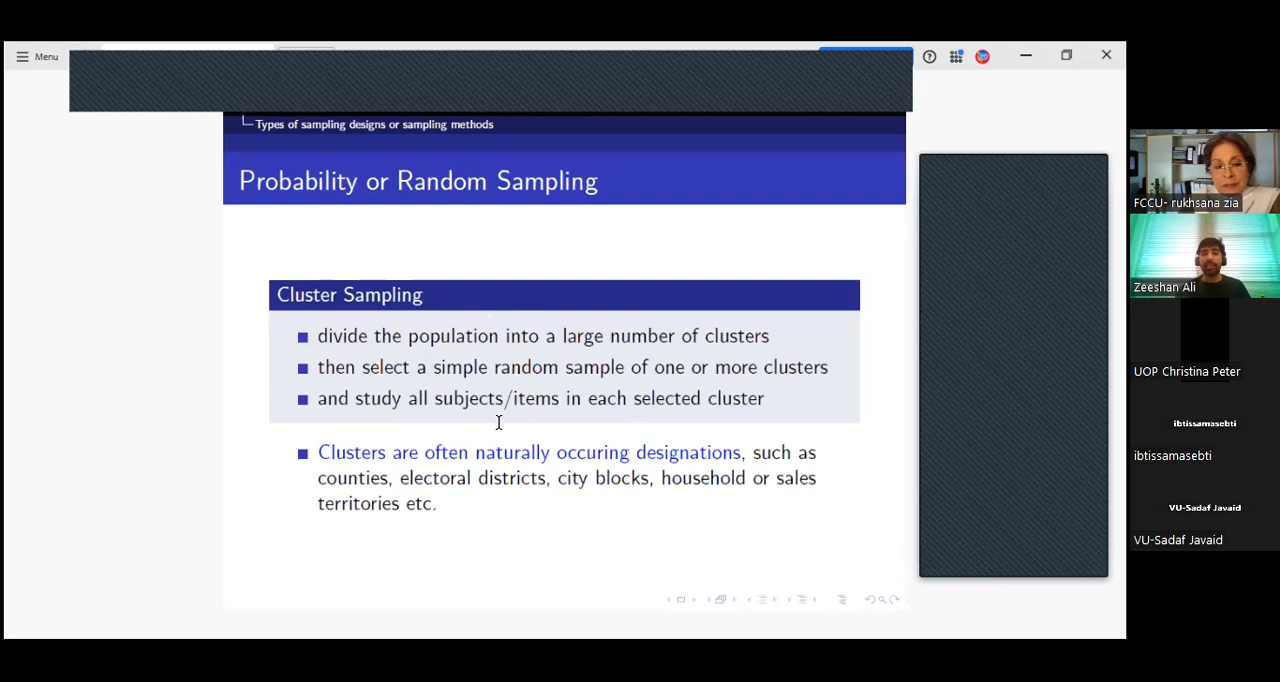 Menu
Types of sampling designs or sampling methods
Probability or Random Sampling
Cluster Sampling
divide the population into a large number of clusters
then select a simple random sample of one or more clusters
and study all subjects/items in each selected cluster
Clusters are often naturally occuring designations, such as
counties, electoral districts, city blocks, household or sales
territories etc.
FCCU- rukhsana zia
Zeeshan Ali
UOP Christina Peter
ibtissamasebti
ibtissamasebti
VU-Sadaf Javaid
VU-Sadaf Javaid